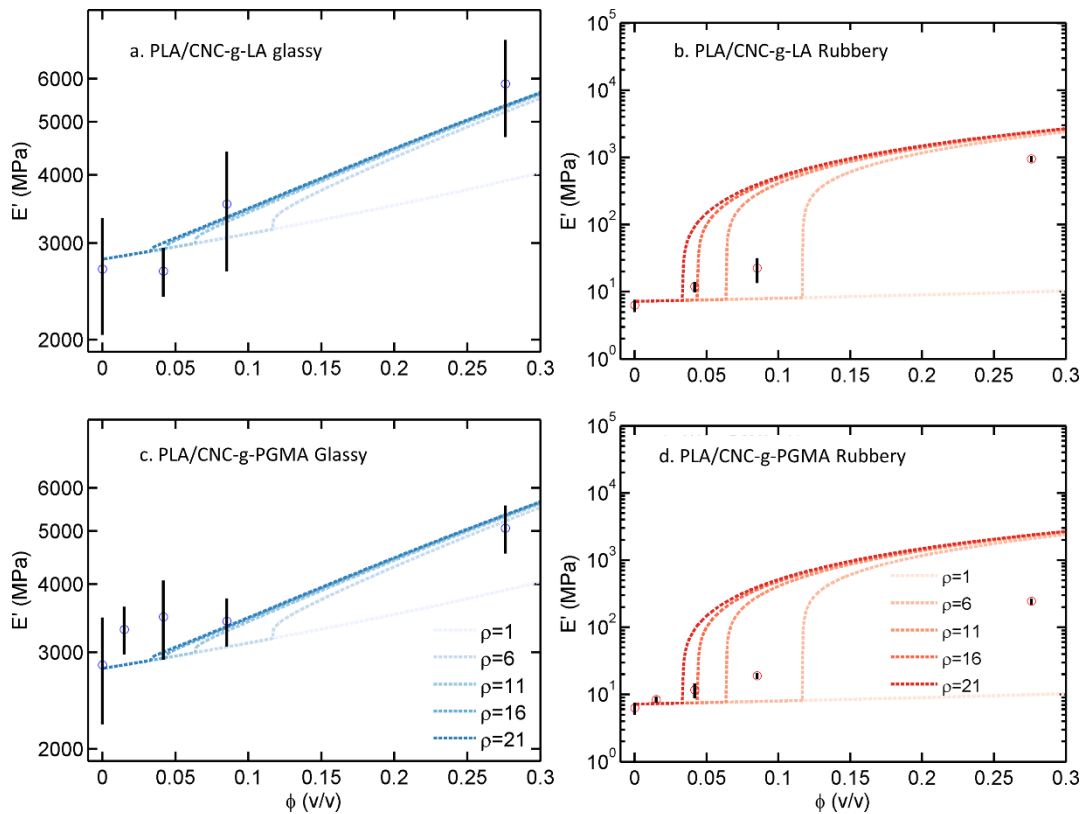 a. PLA/CNC-g-LA glassy
E' (MPa)
6000
5000
4000
3000
2000
0 0.05 0.1 0.15 0.2 0.25 0.3
b. PLA/CNC-g-LA Rubbery
E' (MPa)
10^5
10^4
10^3
10^2
10^1
10^0
0 0.05 0.1 0.15 0.2 0.25 0.3
c. PLA/CNC-g-PGMA Glassy
E' (MPa)
6000
5000
4000
3000
2000
ρ=1
ρ=6
ρ=11
ρ=16
ρ=21
0 0.05 0.1 0.15 0.2 0.25 0.3
ϕ (v/v)
d. PLA/CNC-g-PGMA Rubbery
E' (MPa)
10^5
10^4
10^3
10^2
10^1
10^0
ρ=1
ρ=6
ρ=11
ρ=16
ρ=21
0 0.05 0.1 0.15 0.2 0.25 0.3
ϕ (v/v)